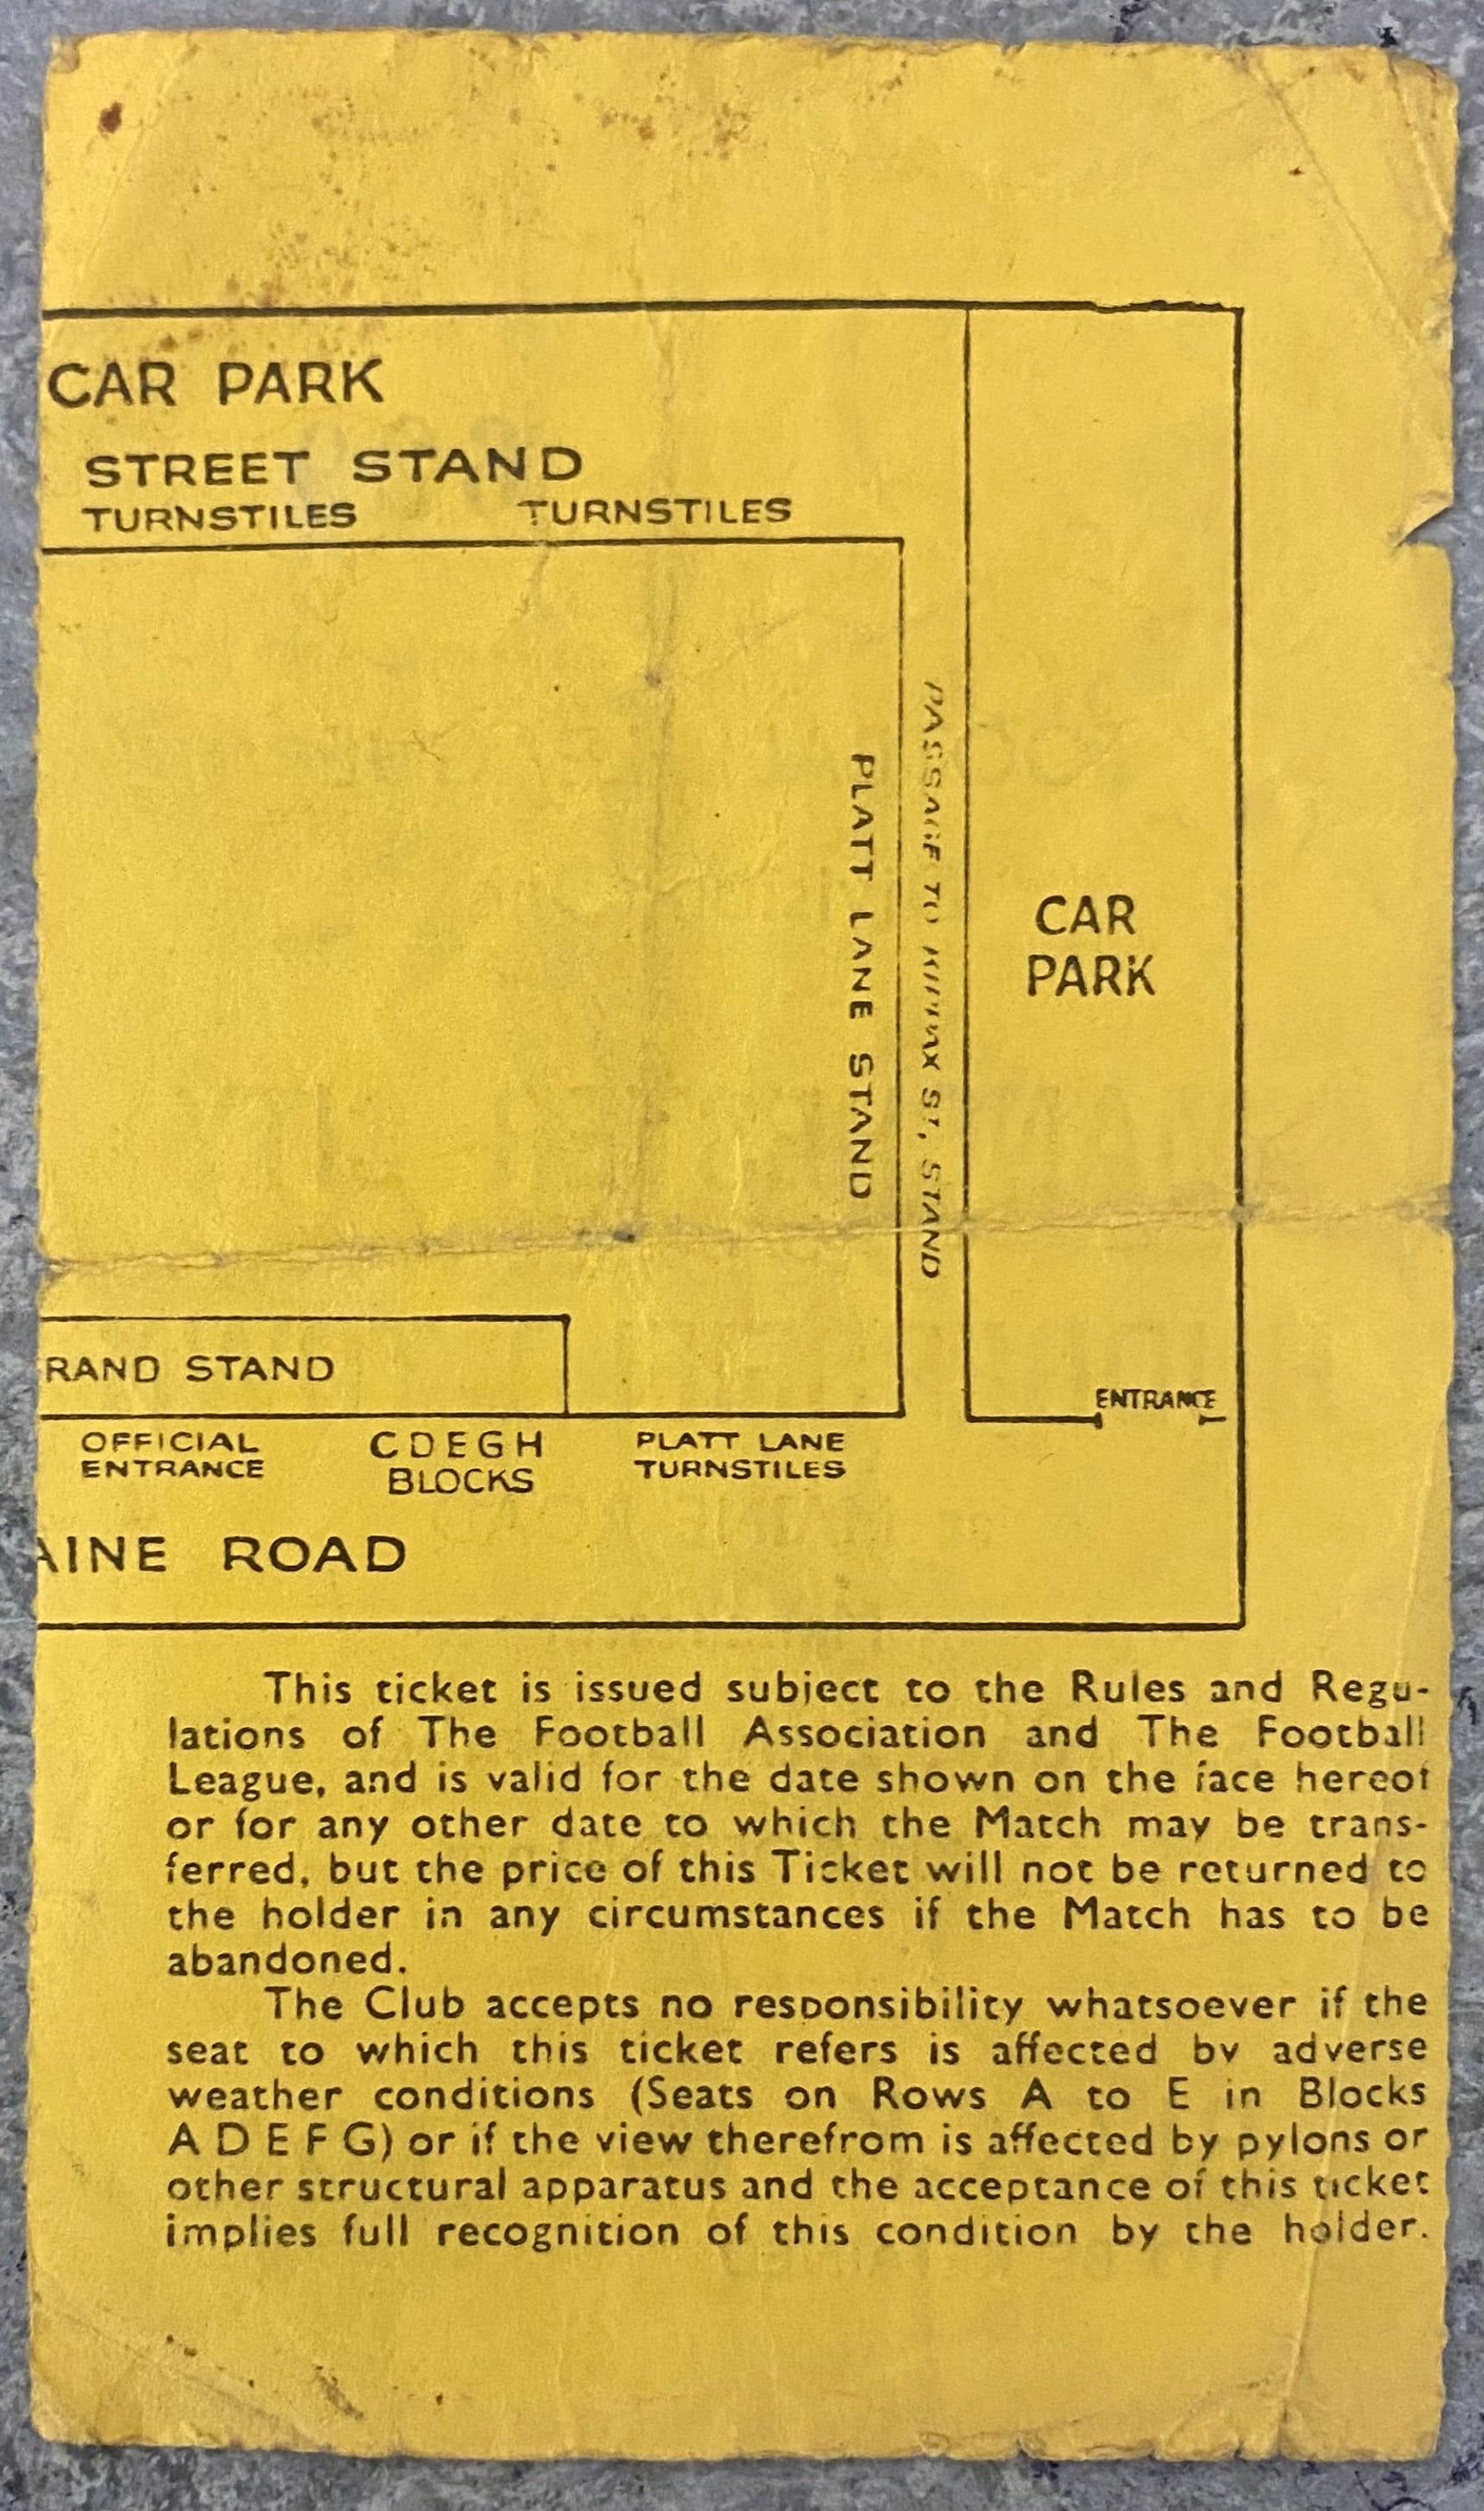 CAR PARK
STREET STAND
TURNSTILES TURNSTILES
PLATT LANE STAND
PASSAGE TO KIPPAX ST. STAND
CAR
PARK
RAND STAND
ENTRANCE
OFFICIAL
ENTRANCE
C D E G H
BLOCKS
PLATT LANE
TURNSTILES
AINE ROAD
This ticket is issued subject to the Rules and Regu-
lations of The Football Association and The Football
League, and is valid for the date shown on the face hereof
or for any other date to which the Match may be trans-
ferred, but the price of this Ticket will not be returned to
the holder in any circumstances if the Match has to be
abandoned.
The Club accepts no responsibility whatsoever if the
seat to which this ticket refers is affected by adverse
weather conditions (Seats on Rows A to E in Blocks
A D E F G) or if the view therefrom is affected by pylons or
other structural apparatus and the acceptance of this ticket
implies full recognition of this condition by the holder.